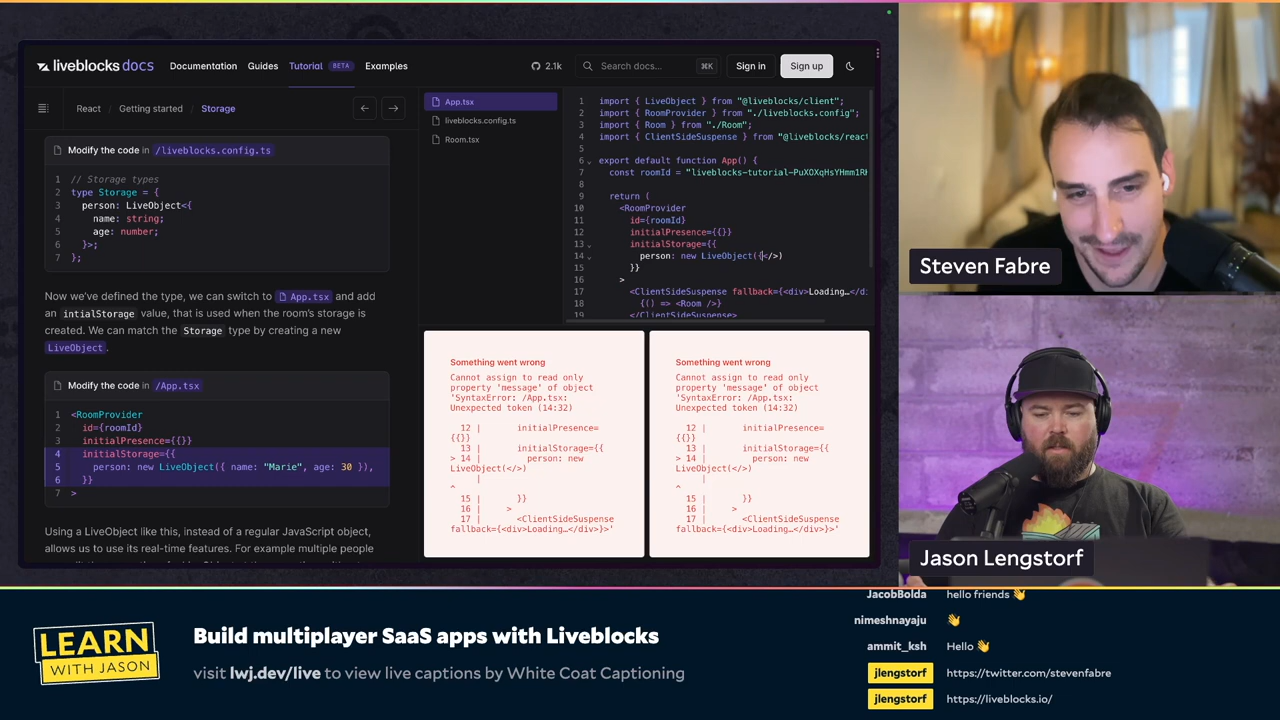 liveblocks docs
Documentation
Guides
Tutorial
BETA
Examples
2.1k
Search docs...
⌘K
Sign in
Sign up
React / Getting started / Storage
Modify the code in /liveblocks.config.ts
1 // Storage types
2 type Storage = {
3 person: LiveObject<{
4 name: string;
5 age: number;
6 }>;
7 };
Now we've defined the type, we can switch to App.tsx and add
an intialStorage value, that is used when the room's storage is
created. We can match the Storage type by creating a new
LiveObject.
Modify the code in /App.tsx
1 <RoomProvider
2 id={roomId}
3 initialPresence={{}}
4 initialStorage={{
5 person: new LiveObject({ name: "Marie", age: 30 }),
6 }}
7 >
Using a LiveObject like this, instead of a regular JavaScript object,
allows us to use its real-time features. For example multiple people
App.tsx
liveblocks.config.ts
Room.tsx
1 import { LiveObject } from "@liveblocks/client";
2 import { RoomProvider } from "./liveblocks.config";
3 import { Room } from "./Room";
4 import { ClientSideSuspense } from "@liveblocks/reac
5
6 export default function App() {
7 const roomId = "liveblocks-tutorial-PuXOXqHsYHmm1R
8
9 return (
10 <RoomProvider
11 id={roomId}
12 initialPresence={{}}
13 initialStorage={{
14 person: new LiveObject({</>)
15 }}
16 >
17 <ClientSideSuspense fallback={<div>Loading…</di
18 {() => <Room />}
19 </ClientSideSuspense>
Something went wrong
Cannot assign to read only
property 'message' of object
'SyntaxError: /App.tsx:
Unexpected token (14:32)
12 | initialPresence=
{{}}
13 | initialStorage={{
> 14 | person: new
LiveObject(</>)
|
^
15 | }}
16 | >
17 | <ClientSideSuspense
fallback={<div>Loading…</div>}>'
Something went wrong
Cannot assign to read only
property 'message' of object
'SyntaxError: /App.tsx:
Unexpected token (14:32)
12 | initialPresence=
{{}}
13 | initialStorage={{
> 14 | person: new
LiveObject(</>)
|
^
15 | }}
16 | >
17 | <ClientSideSuspense
fallback={<div>Loading…</div>}>'
Steven Fabre
Jason Lengstorf
LEARN
WITH JASON
Build multiplayer SaaS apps with Liveblocks
visit lwj.dev/live to view live captions by White Coat Captioning
JacobBolda hello friends 👋
nimeshnayaju 👋
ammit_ksh Hello 👋
jlengstorf https://twitter.com/stevenfabre
jlengstorf https://liveblocks.io/